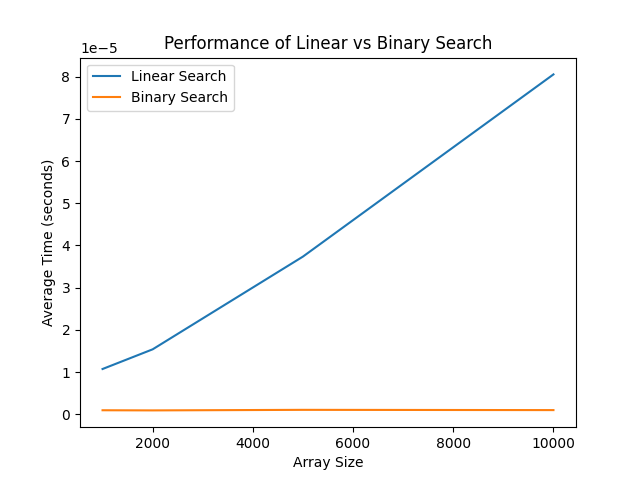 Performance of Linear vs Binary Search
1e−5
Linear Search
Binary Search
8
7
6
5
4
3
2
1
0
Average Time (seconds)
2000 4000 6000 8000 10000
Array Size